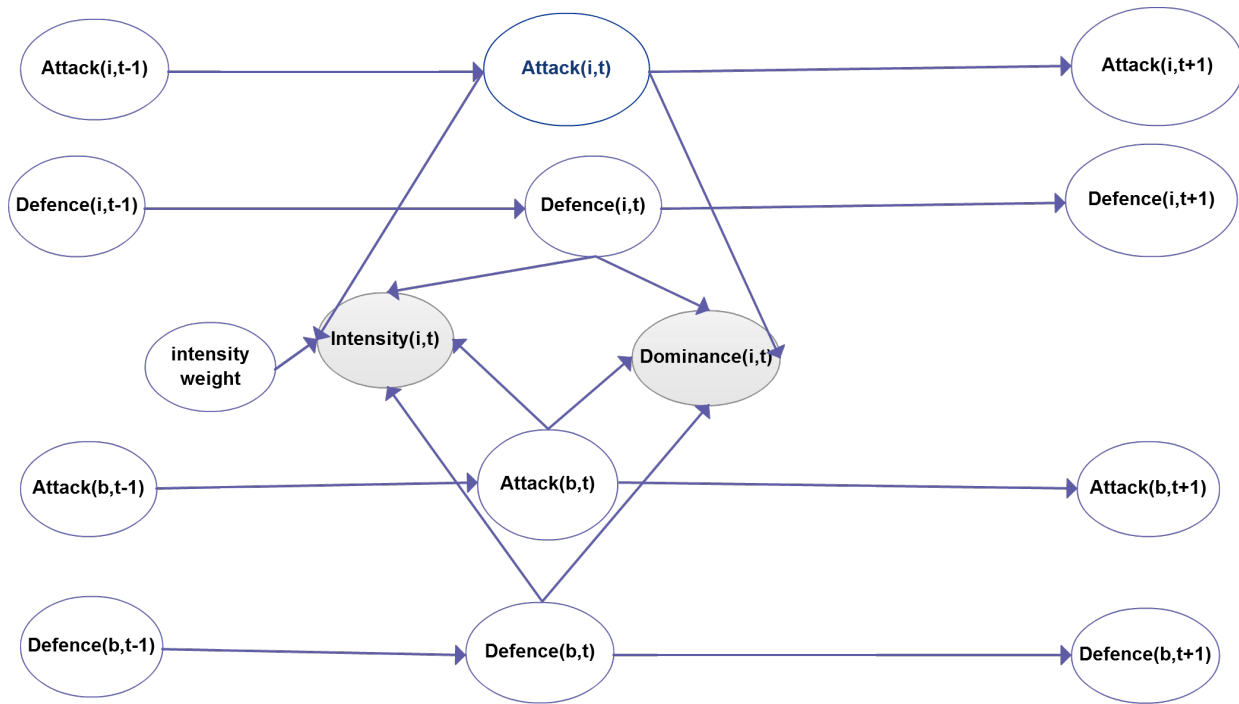 Attack(i,t-1)
Attack(i,t)
Attack(i,t+1)
Defence(i,t-1)
Defence(i,t)
Defence(i,t+1)
intensity
weight
Intensity(i,t)
Dominance(i,t)
Attack(b,t-1)
Attack(b,t)
Attack(b,t+1)
Defence(b,t-1)
Defence(b,t)
Defence(b,t+1)